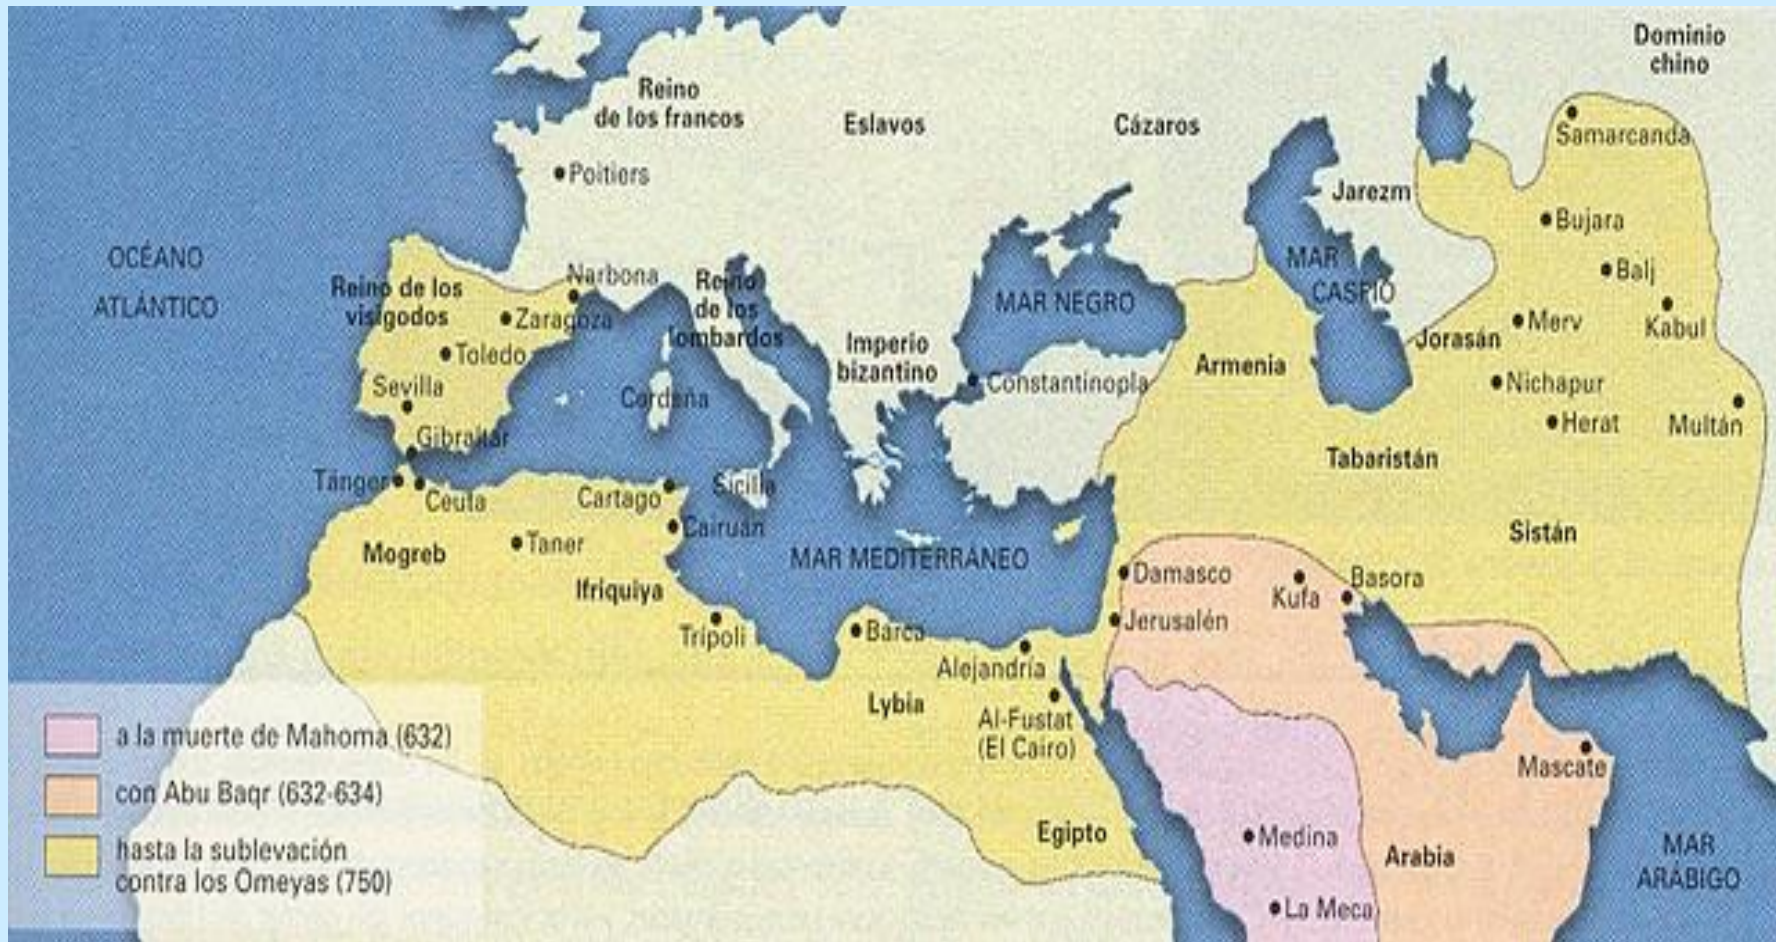 Dominio
chino
Reino
de los francos
Eslavos
Cázaros
Samarcanda
Poitiers
Jarezm
Bujara
OCÉANO
ATLÁNTICO
MAR
CASPIO
Balj
Narbona
Reino de los
visigodos
Reino
de los
lombardos
MAR NEGRO
Zaragoza
Merv
Kabul
Jorasán
Toledo
Imperio
bizantino
Armenia
Constantinopla
Nichapur
Sevilla
Cerdeña
Herat
Multán
Gibraltar
Tabaristán
Tánger
Ceuta
Cartago
Sicilia
Cairuán
Sistán
Mogreb
Taner
MAR MEDITERRÁNEO
Ifriquiya
Damasco
Kufa
Basora
Jerusalén
Trípoli
Barca
Alejandría
Lybia
Al-Fustat
(El Cairo)
Mascate
Egipto
Medina
Arabia
MAR
ARÁBIGO
La Meca
a la muerte de Mahoma (632)
con Abu Baqr (632-634)
hasta la sublevación
contra los Omeyas (750)